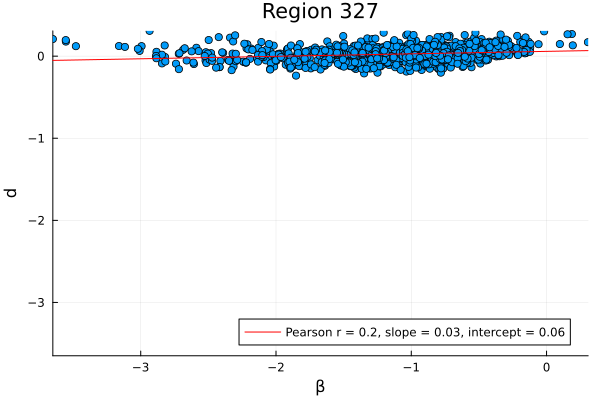 Region 327
0
−1
−2
−3
d
Pearson r = 0.2, slope = 0.03, intercept = 0.06
−3
−2
−1
0
β